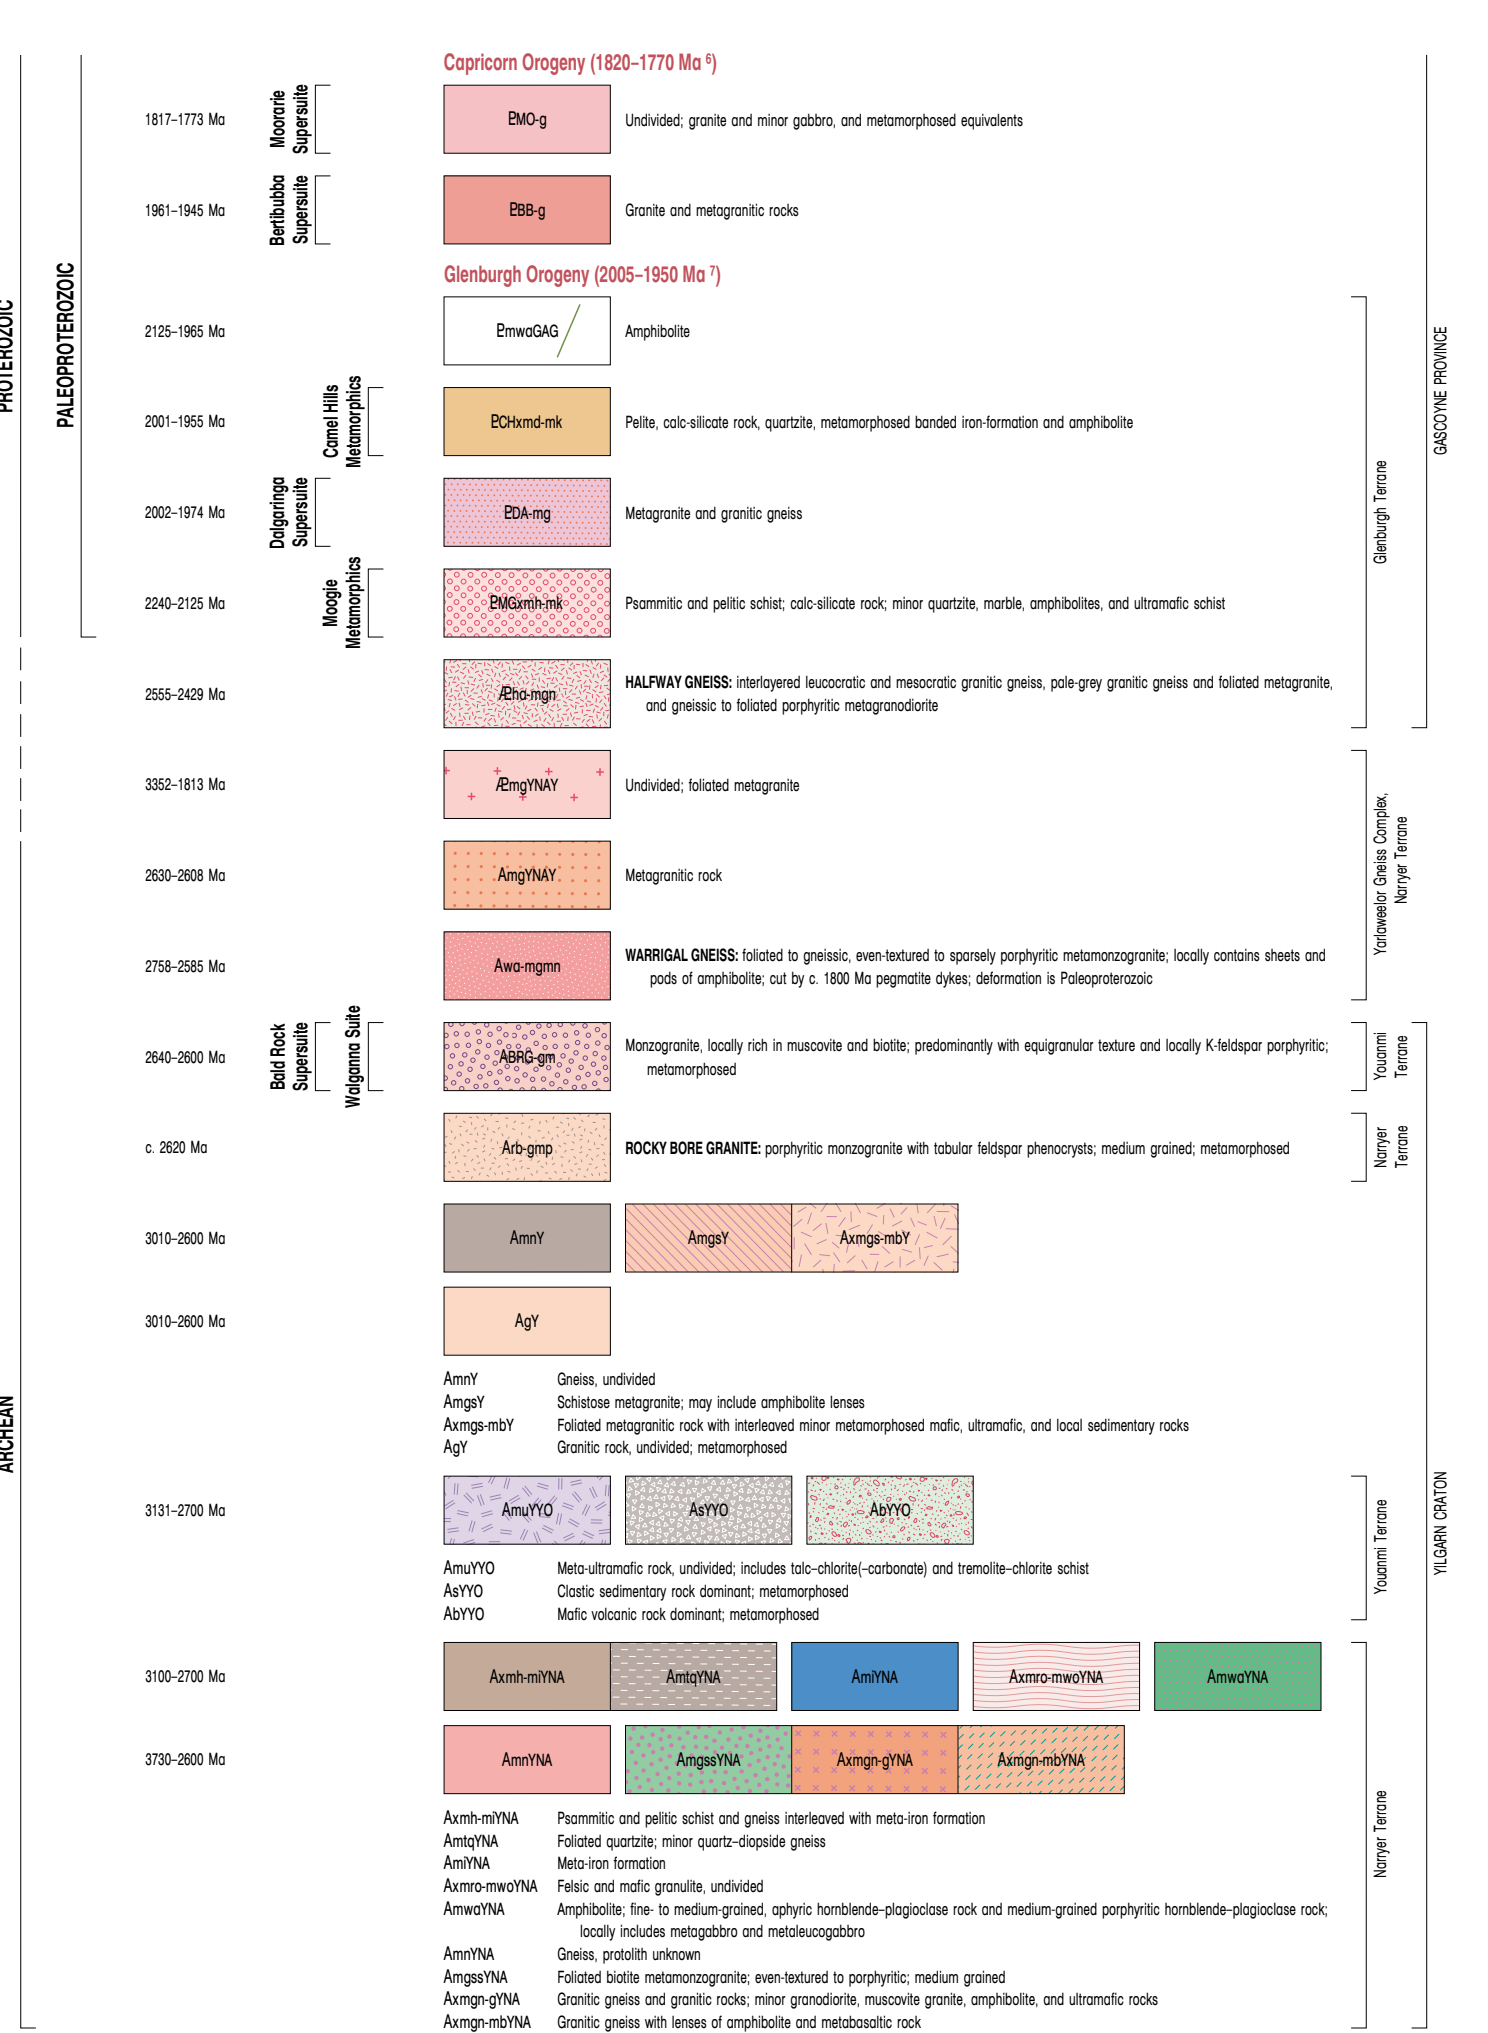 Capricorn Orogeny (1820–1770 Ma ⁶)
1817–1773 Ma
Moorarie
Supersuite
P̵MO-g
Undivided; granite and minor gabbro, and metamorphosed equivalents
1961–1945 Ma
Bertibubba
Supersuite
P̵BB-g
Granite and metagranitic rocks
Glenburgh Orogeny (2005–1950 Ma ⁷)
2125–1965 Ma
P̵mwaGAG
Amphibolite
2001–1955 Ma
Camel Hills
Metamorphics
P̵CHxmd-mk
Pelite, calc-silicate rock, quartzite, metamorphosed banded iron-formation and amphibolite
2002–1974 Ma
Dalgaringa
Supersuite
P̵DA-mg
Metagranite and granitic gneiss
2240–2125 Ma
Moogie
Metamorphics
P̵MGxmh-mk
Psammitic and pelitic schist; calc-silicate rock; minor quartzite, marble, amphibolites, and ultramafic schist
2555–2429 Ma
AP̵ha-mgn
HALFWAY GNEISS: interlayered leucocratic and mesocratic granitic gneiss, pale-grey granitic gneiss and foliated metagranite,
and gneissic to foliated porphyritic metagranodiorite
Glenburgh Terrane
GASCOYNE PROVINCE
PROTEROZOIC
PALEOPROTEROZOIC
3352–1813 Ma
AP̵mgYNAY
Undivided; foliated metagranite
2630–2608 Ma
AmgYNAY
Metagranitic rock
2758–2585 Ma
Awa-mgmn
WARRIGAL GNEISS: foliated to gneissic, even-textured to sparsely porphyritic metamonzogranite; locally contains sheets and
pods of amphibolite; cut by c. 1800 Ma pegmatite dykes; deformation is Paleoproterozoic
Yarlaweelor Gneiss Complex,
Narryer Terrane
2640–2600 Ma
Bald Rock
Supersuite
Walganna Suite
ABRG-gm
Monzogranite, locally rich in muscovite and biotite; predominantly with equigranular texture and locally K-feldspar porphyritic;
metamorphosed
Youanmi
Terrane
c. 2620 Ma
Arb-gmp
ROCKY BORE GRANITE: porphyritic monzogranite with tabular feldspar phenocrysts; medium grained; metamorphosed
Narryer
Terrane
3010–2600 Ma
AmnY
AmgsY
Axmgs-mbY
3010–2600 Ma
AgY
AmnY Gneiss, undivided
AmgsY Schistose metagranite; may include amphibolite lenses
Axmgs-mbY Foliated metagranitic rock with interleaved minor metamorphosed mafic, ultramafic, and local sedimentary rocks
AgY Granitic rock, undivided; metamorphosed
ARCHEAN
3131–2700 Ma
AmuYYO
AsYYO
AbYYO
AmuYYO Meta-ultramafic rock, undivided; includes talc–chlorite(–carbonate) and tremolite–chlorite schist
AsYYO Clastic sedimentary rock dominant; metamorphosed
AbYYO Mafic volcanic rock dominant; metamorphosed
Youanmi Terrane
YILGARN CRATON
3100–2700 Ma
Axmh-miYNA
AmtqYNA
AmiYNA
Axmro-mwoYNA
AmwaYNA
3730–2600 Ma
AmnYNA
AmgssYNA
Axmgn-gYNA
Axmgn-mbYNA
Axmh-miYNA Psammitic and pelitic schist and gneiss interleaved with meta-iron formation
AmtqYNA Foliated quartzite; minor quartz–diopside gneiss
AmiYNA Meta-iron formation
Axmro-mwoYNA Felsic and mafic granulite, undivided
AmwaYNA Amphibolite; fine- to medium-grained, aphyric hornblende–plagioclase rock and medium-grained porphyritic hornblende–plagioclase rock;
locally includes metagabbro and metaleucogabbro
AmnYNA Gneiss, protolith unknown
AmgssYNA Foliated biotite metamonzogranite; even-textured to porphyritic; medium grained
Axmgn-gYNA Granitic gneiss and granitic rocks; minor granodiorite, muscovite granite, amphibolite, and ultramafic rocks
Axmgn-mbYNA Granitic gneiss with lenses of amphibolite and metabasaltic rock
Narryer Terrane